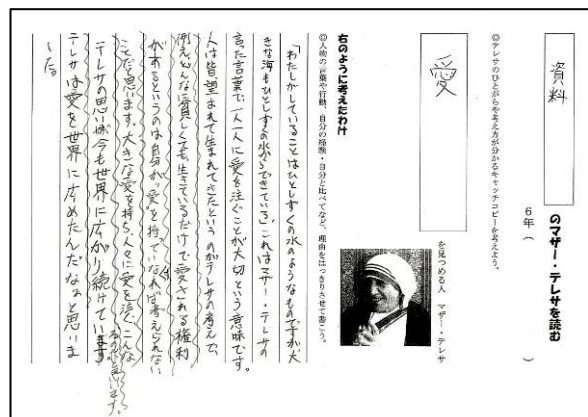 資料
のマザー・テレサを読む
6年（　　）
◎テレサのひとがらや考え方が分かるキャッチコピーを考えよう。
愛
を見つめる人　マザー・テレサ
右のように考えたわけ
◎人物の言葉や行動、自分の経験・自分と比べてなど、理由をはっきりさせて書こう。
「わたしがしていることはひとしずくの水のようなものですが、大
きな海もひとしずくの水からできている」これはマザー・テレサの
言った言葉で、一人一人に愛を注ぐことが大切という意味です。
人は皆、望まれて生まれてきたというのがテレサの考えで、
例えどんなに貧しくても、生きているだけで愛される権利
がするというのは自分が"愛"を持っていなければ考えられない
ことだと思います。大きな愛を持ち、人々に愛を注ぐ、こんな
テレサの思いが今も世界に広がり続けています
るのだと思います。
テレサは愛を世界に広めたんだなぁと思いま
した。